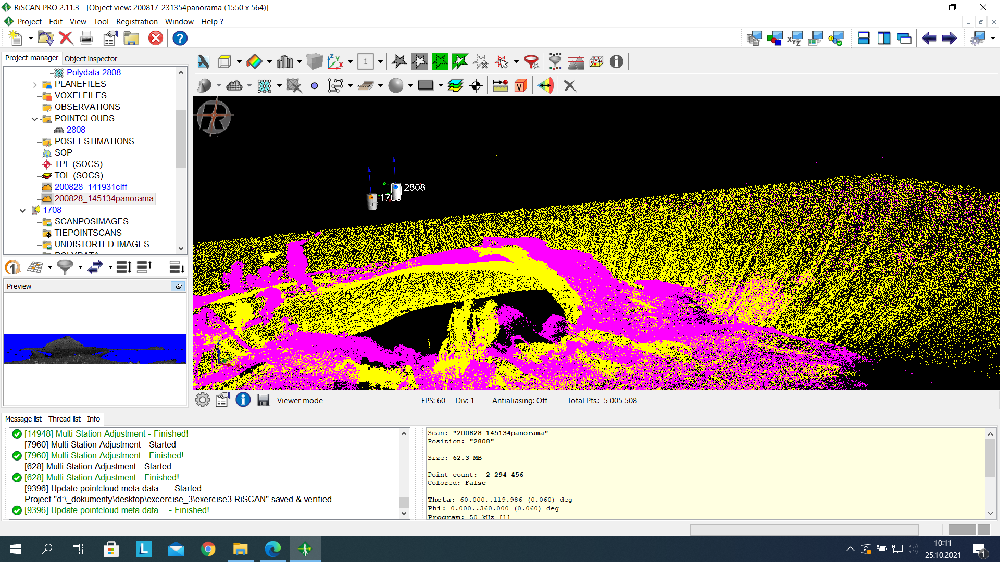 RiSCAN PRO 2.11.3 - [Object view: 200817_231354panorama (1550 x 564)]
Project Edit View Tool Registration Window Help ?
Project manager Object inspector
Polydata 2808
PLANEFILES
VOXELFILES
OBSERVATIONS
POINTCLOUDS
2808
POSEESTIMATIONS
SOP
TPL (SOCS)
TOL (SOCS)
200828_141931clff
200828_145134panorama
1708
SCANPOSIMAGES
TIEPOINTSCANS
UNDISTORTED IMAGES
POLYDATA
Preview
1
2808
Viewer mode
FPS: 60
Div: 1
Antialiasing: Off
Total Pts.: 5 005 508
Message list - Thread list - Info
[14948] Multi Station Adjustment - Finished!
[7960] Multi Station Adjustment - Started
[7960] Multi Station Adjustment - Finished!
[628] Multi Station Adjustment - Started
[628] Multi Station Adjustment - Finished!
[9396] Update pointcloud meta data... - Started
Project "d:\_dokumenty\desktop\excercise_3\exercise3.RiSCAN" saved & verified
[9396] Update pointcloud meta data... - Finished!
Scan: "200828_145134panorama"
Position: "2808"
Size: 62.3 MB
Point count: 2 294 456
Colored: False
Theta: 60.000..119.986 (0.060) deg
Phi: 0.000..360.000 (0.060) deg
Program: 50 kHz [1]
10:11
25.10.2021
1